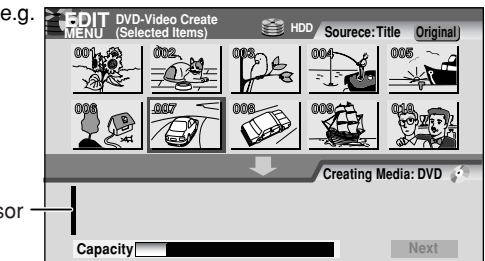 e.g.
EDIT MENU DVD-Video Create (Selected Items) HDD Sourece:Title Original
001 002 003 004 005
006 007 008 009 010
Creating Media: DVD
sor
Capacity Next